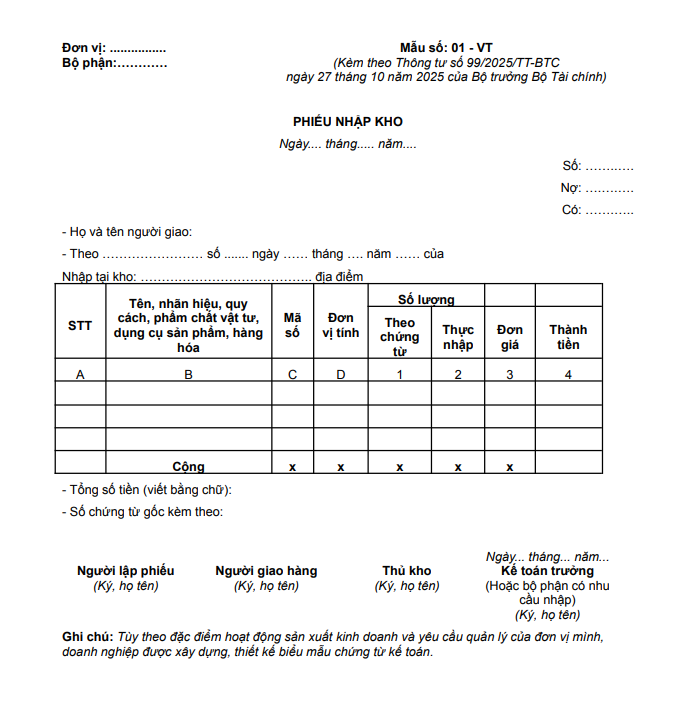 Đơn vị: ................
Bộ phận:…………
Mẫu số: 01 - VT
(Kèm theo Thông tư số 99/2025/TT-BTC
ngày 27 tháng 10 năm 2025 của Bộ trưởng Bộ Tài chính)
PHIẾU NHẬP KHO
Ngày.... tháng..... năm....
Số: ……..….
Nợ: ……..….
Có: ……..…..
- Họ và tên người giao:
- Theo …………………… số ....... ngày …… tháng …. năm …… của
Nhập tại kho: …………………………………. địa điểm
STT
Tên, nhãn hiệu, quy
cách, phẩm chất vật tư,
dụng cụ sản phẩm, hàng
hóa
Mã
số
Đơn
vị tính
Số lượng
Theo
chứng
từ
Thực
nhập
Đơn
giá
Thành
tiền
A B C D 1 2 3 4
Cộng x x x x x
- Tổng số tiền (viết bằng chữ):
- Số chứng từ gốc kèm theo:
Ngày... tháng... năm...
Người lập phiếu
(Ký, họ tên)
Người giao hàng
(Ký, họ tên)
Thủ kho
(Ký, họ tên)
Kế toán trưởng
(Hoặc bộ phận có nhu
cầu nhập)
(Ký, họ tên)
Ghi chú: Tùy theo đặc điểm hoạt động sản xuất kinh doanh và yêu cầu quản lý của đơn vị mình,
doanh nghiệp được xây dựng, thiết kế biểu mẫu chứng từ kế toán.